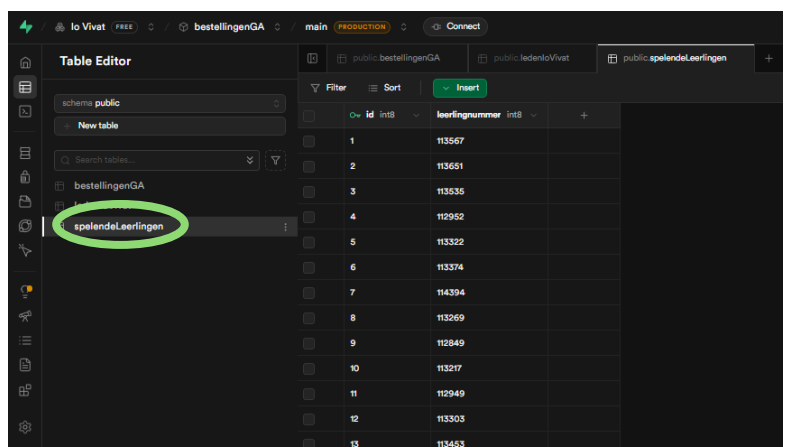 Io Vivat FREE / bestellingenGA / main PRODUCTION Connect
Table Editor
public.bestellingenGA public.ledenIoVivat public.spelendeLeerlingen +
Filter Sort Insert
schema public
+ New table
Search tables...
bestellingenGA
spelendeLeerlingen
id int8 leerlingnummer int8 +
1 113567
2 113651
3 113535
4 112952
5 113322
6 113374
7 114394
8 113269
9 112849
10 113217
11 112949
12 113303
13 113453